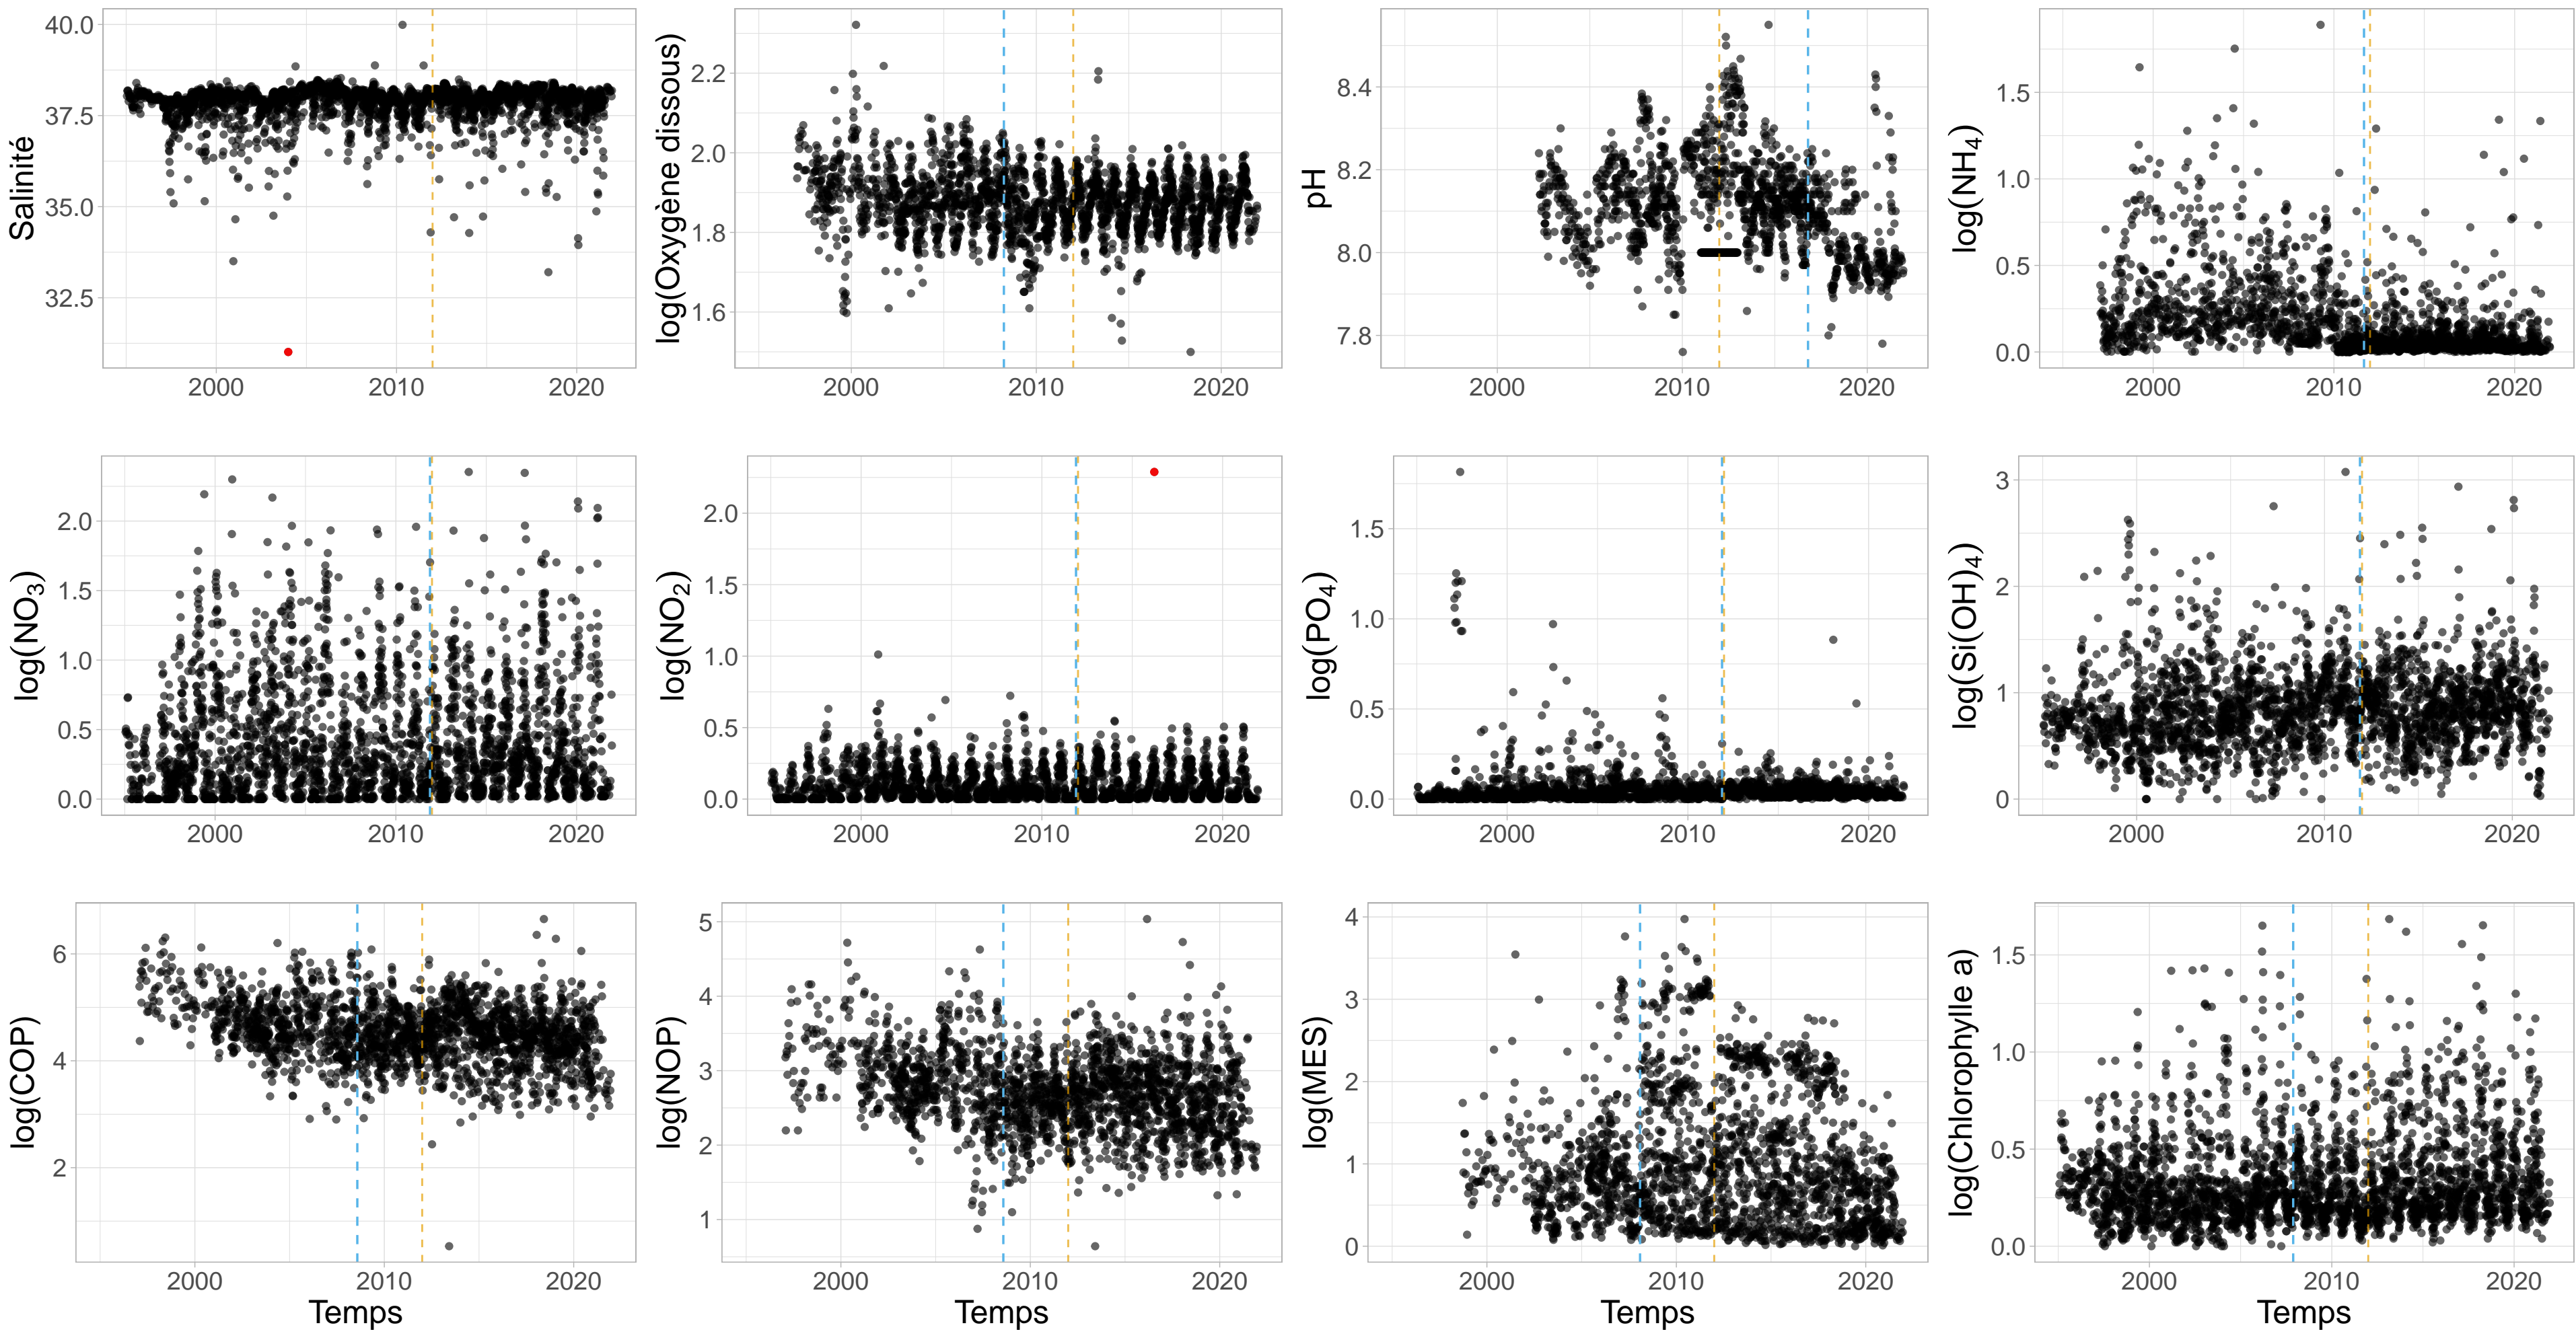 Salinité
40.0
37.5
35.0
32.5
2000 2010 2020
log(Oxygène dissous)
2.2
2.0
1.8
1.6
2000 2010 2020
pH
8.4
8.2
8.0
7.8
2000 2010 2020
log(NH4)
1.5
1.0
0.5
0.0
2000 2010 2020
log(NO3)
2.0
1.5
1.0
0.5
0.0
2000 2010 2020
log(NO2)
2.0
1.5
1.0
0.5
0.0
2000 2010 2020
log(PO4)
1.5
1.0
0.5
0.0
2000 2010 2020
log(Si(OH)4)
3
2
1
0
2000 2010 2020
log(COP)
6
4
2
2000 2010 2020
Temps
log(NOP)
5
4
3
2
1
2000 2010 2020
Temps
log(MES)
4
3
2
1
0
2000 2010 2020
Temps
log(Chlorophylle a)
1.5
1.0
0.5
0.0
2000 2010 2020
Temps